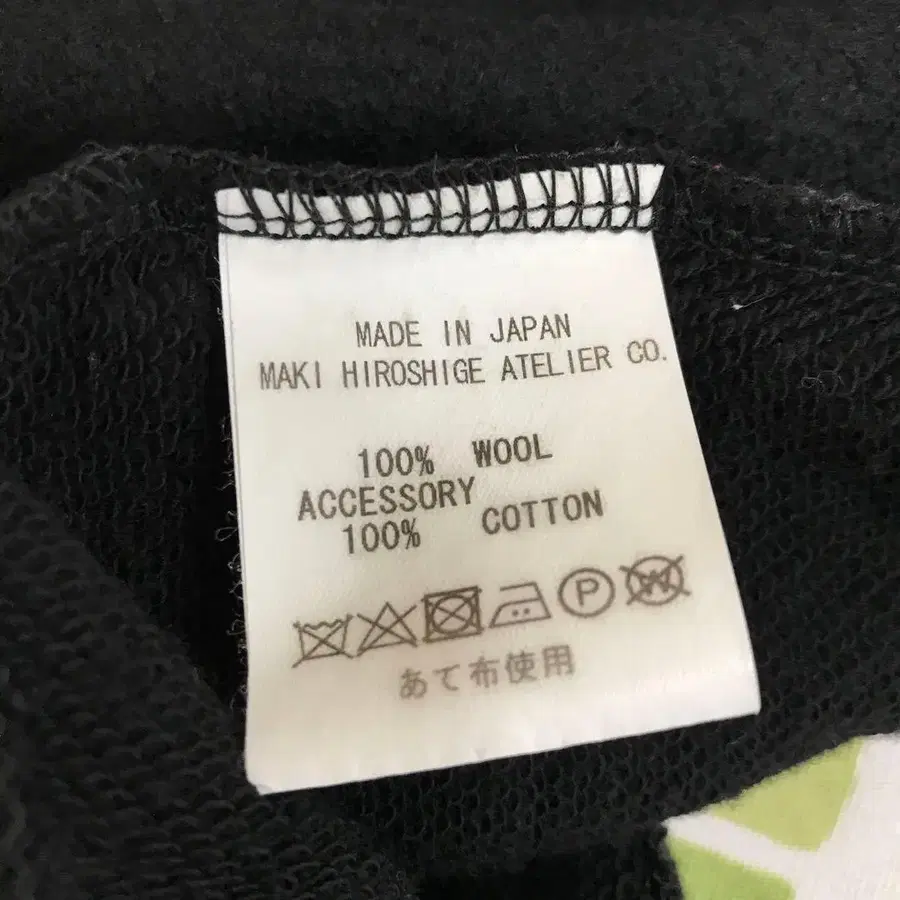 MADE IN JAPAN
MAKI HIROSHIGE ATELIER CO.
100% WOOL
ACCESSORY
100% COTTON
P
W
あて布使用